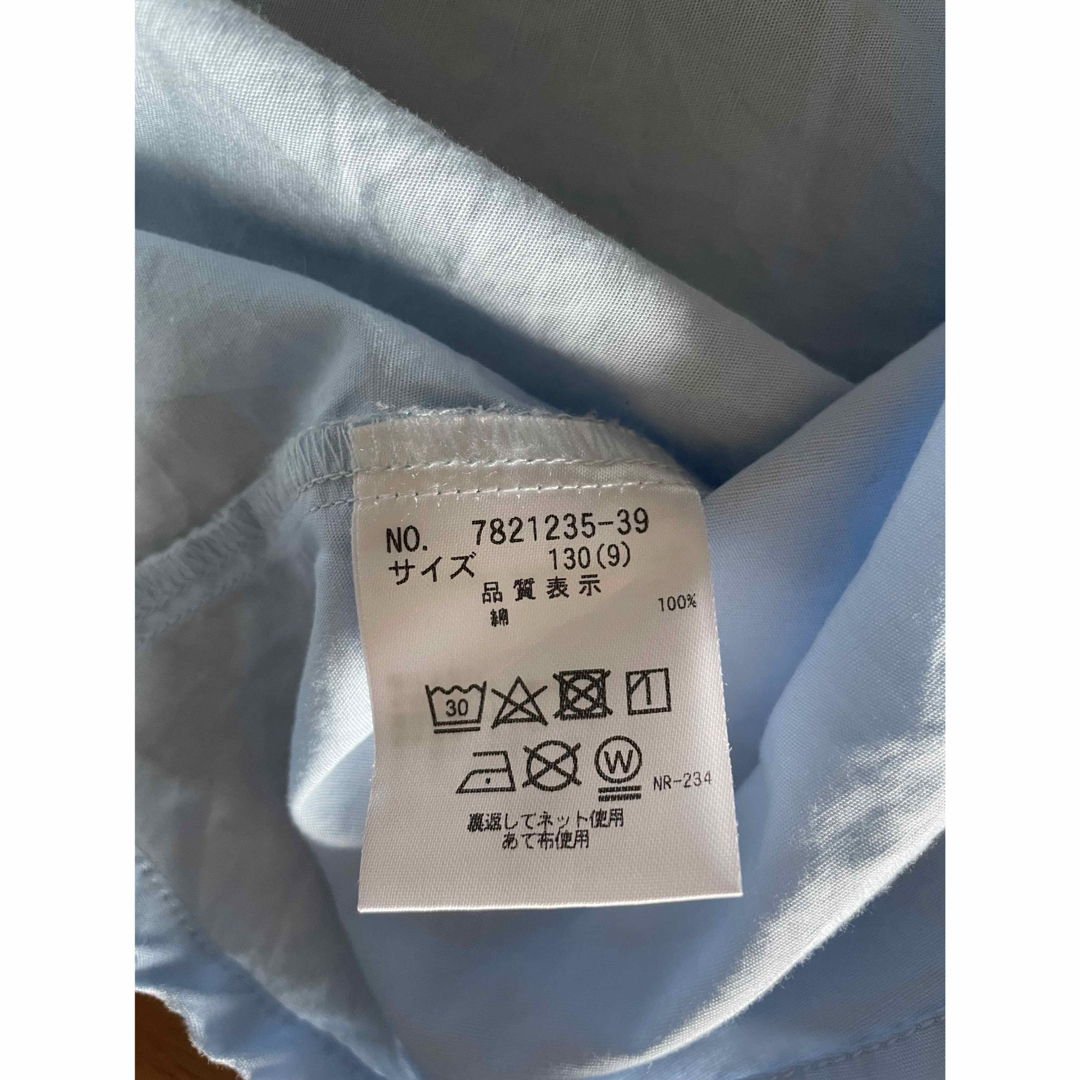 NO. 7821235-39
サイズ 130(9)
品質表示
綿 100%
30
W NR-234
裏返してネット使用
あて布使用